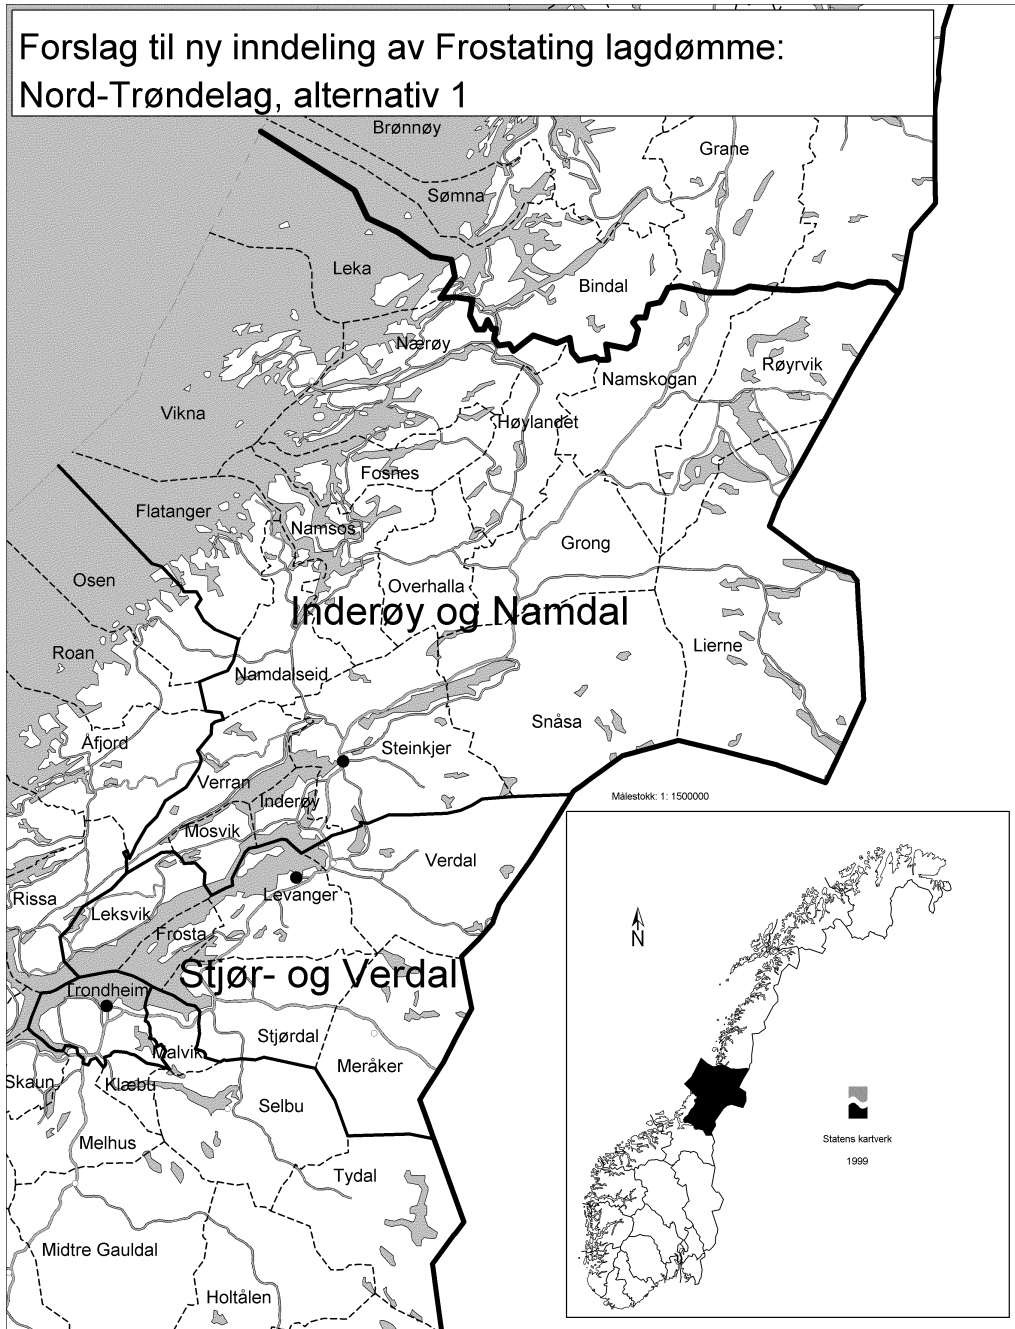 Forslag til ny inndeling av Frostating lagdømme:
Nord-Trøndelag, alternativ 1
Brønnøy
Grane
Sømna
Leka
Bindal
Nærøy
Røyrvik
Namskogan
Vikna
Høylandet
Fosnes
Flatanger
Namsos
Grong
Osen
Overhalla
Inderøy og Namdal
Lierne
Roan
Namdalseid
Snåsa
Åfjord
Steinkjer
Verran
Inderøy
Målestokk: 1: 1500000
Mosvik
Verdal
Rissa
Levanger
Leksvik
Frosta
N
Stjør- og Verdal
Trondheim
Stjørdal
Malvik
Meråker
Skaun
Klæbu
Selbu
Melhus
Statens kartverk
1999
Tydal
Midtre Gauldal
Holtålen